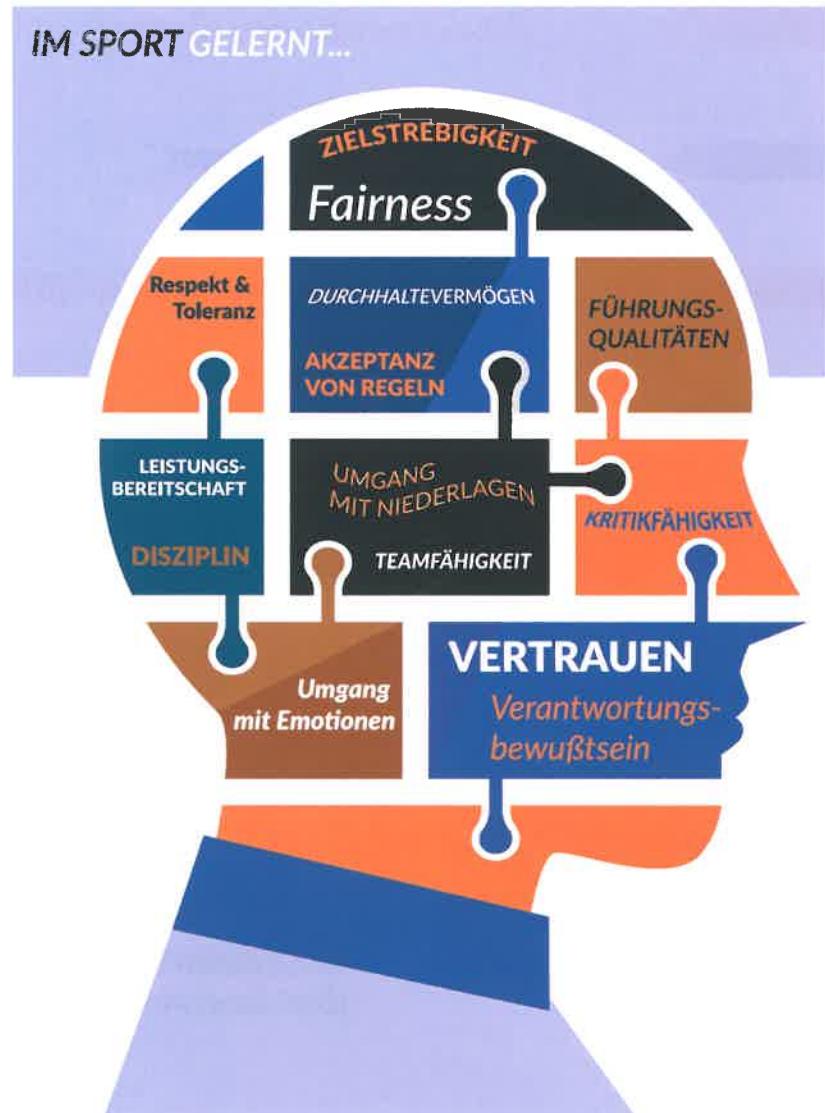 IM SPORT GELERNT...
ZIELSTREBIGKEIT
Fairness
Respekt &
Toleranz
DURCHHALTEVERMÖGEN
AKZEPTANZ
VON REGELN
FÜHRUNGS-
QUALITÄTEN
LEISTUNGS-
BEREITSCHAFT
DISZIPLIN
UMGANG
MIT NIEDERLAGEN
TEAMFÄHIGKEIT
KRITIKFÄHIGKEIT
Umgang
mit Emotionen
VERTRAUEN
Verantwortungs-
bewußtsein